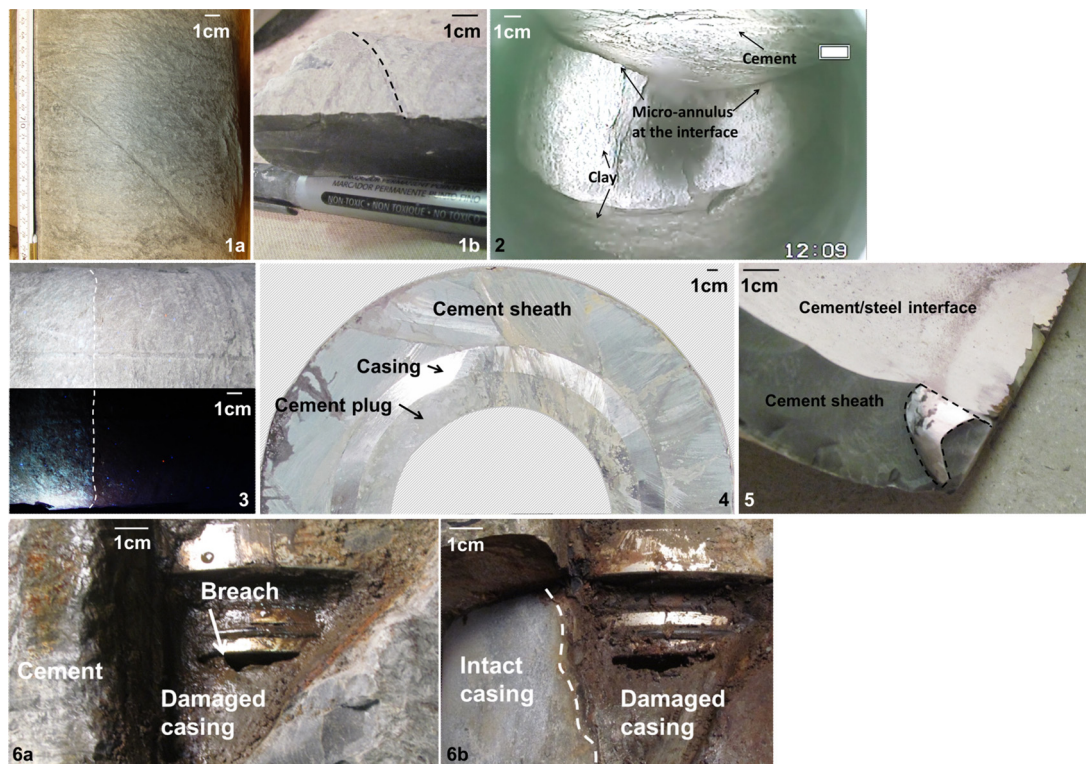 1cm
1a
1cm
MARCADOR PERMANENTE PUNTO FINO
NON TOXIC • NON TOXIQUE • NO TOXICO
1b
1cm
Cement
Micro-annulus
at the interface
Clay
2
12:09
1cm
3
1cm
Cement sheath
Casing
Cement plug
4
1cm
Cement/steel interface
Cement sheath
5
1cm
Breach
Cement
Damaged
casing
6a
1cm
Intact
casing
Damaged
casing
6b